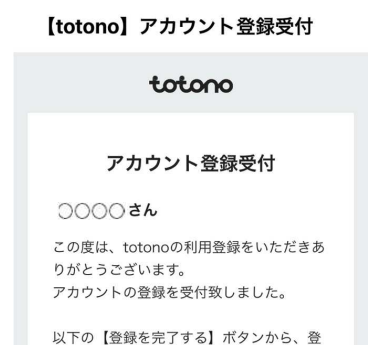 【totono】アカウント登録受付
totono
アカウント登録受付
○○○○さん
この度は、totonoの利用登録をいただきあ
りがとうございます。
アカウントの登録を受付致しました。
以下の【登録を完了する】ボタンから、登